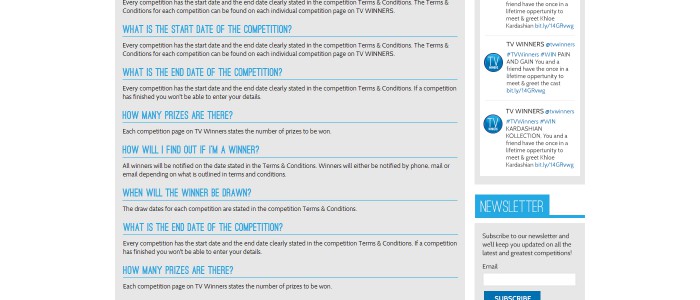 Every competition has the start date and the end date clearly stated in the competition Terms & Conditions. The Terms &
Conditions for each competition can be found on each individual competition page on TV WINNERS.
WHAT IS THE START DATE OF THE COMPETITION?
Every competition has the start date and the end date clearly stated in the competition Terms & Conditions. The Terms &
Conditions for each competition can be found on each individual competition page on TV WINNERS.
WHAT IS THE END DATE OF THE COMPETITION?
Every competition has the start date and the end date clearly stated in the competition Terms & Conditions. If a competition
has finished you won't be able to enter your details.
HOW MANY PRIZES ARE THERE?
Each competition page on TV Winners states the number of prizes to be won.
HOW WILL I FIND OUT IF I'M A WINNER?
All winners will be notified on the date stated in the Terms & Conditions. Winners will either be notified by phone, mail or
email depending on what is outlined in terms and conditions.
WHEN WILL THE WINNER BE DRAWN?
The draw dates for each competition are stated in the competition Terms & Conditions.
WHAT IS THE END DATE OF THE COMPETITION?
Every competition has the start date and the end date clearly stated in the competition Terms & Conditions. If a competition
has finished you won't be able to enter your details.
HOW MANY PRIZES ARE THERE?
Each competition page on TV Winners states the number of prizes to be won.
friend have the once in a
lifetime opportunity to
meet & greet Khloe
Kardashian bit.ly/14GRvwg
TV WINNERS @tvwinners
#TVWinners #WIN PAIN
AND GAIN You and a
friend have the once in a
lifetime opportunity to
meet & greet the cast
bit.ly/14GRvwg
TV
TV WINNERS @tvwinners
#TVWinners #WIN
KARDASHIAN
KOLLECTION. You and a
friend have the once in a
lifetime opportunity to
meet & greet Khloe
Kardashian bit.ly/14GRvwg
TV
NEWSLETTER
Subscribe to our newsletter and
we'll keep you updated on all the
latest and greatest competitions!
Email
SUBSCRIBE